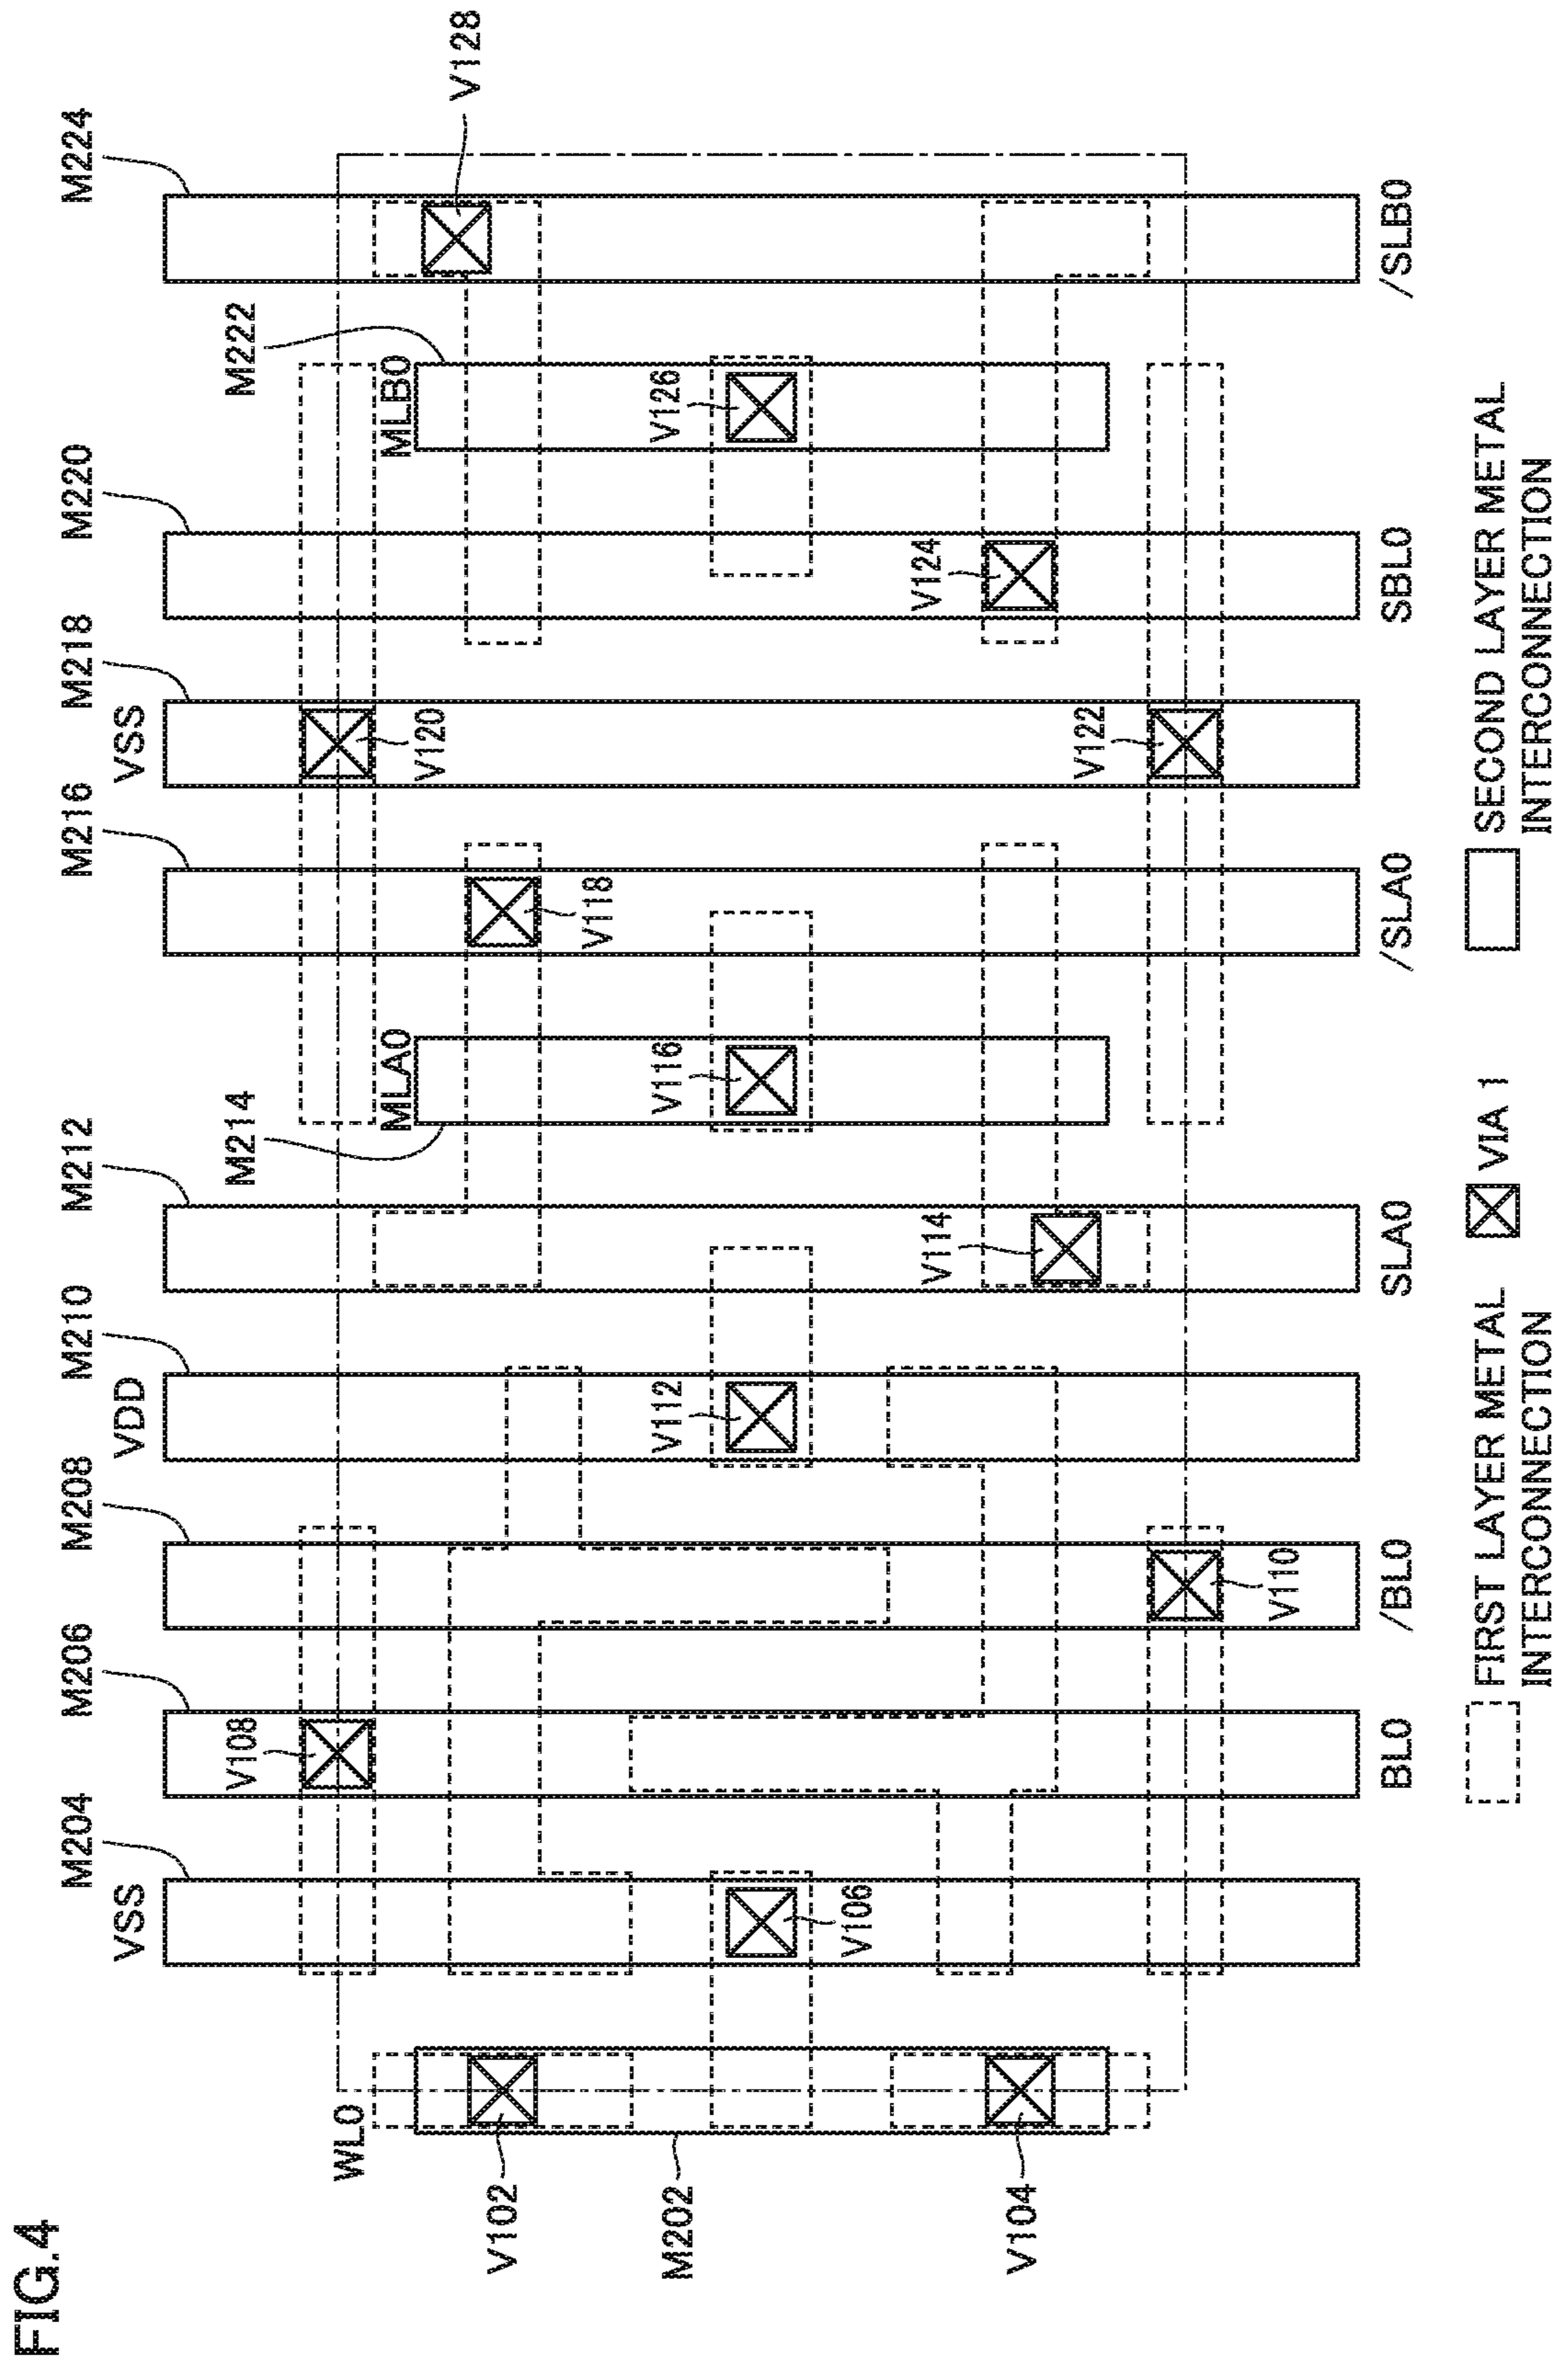 FIG.4
M204
M206
M208
M210
M212
M216
M218
M220
M224
VSS
VDD
VSS
V108
M214
M222
V128
WL0
MLA0
MLB0
V120
V102
V118
M202
V112
V116
V126
V106
V114
V124
V104
V122
V110
BL0
/BL0
SLA0
/SLA0
SBL0
/SLB0
FIRST LAYER METAL
INTERCONNECTION
VIA 1
SECOND LAYER METAL
INTERCONNECTION